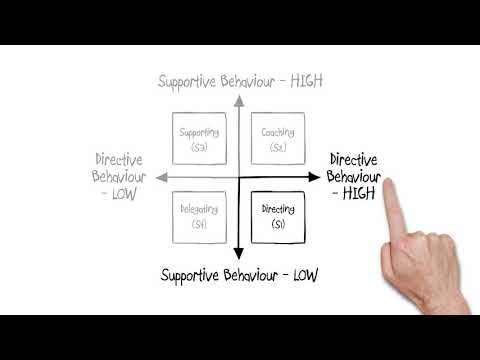 Supportive Behaviour - HIGH
Supporting
(S3)
Coaching
(S2)
Directive
Behaviour
- LOW
Directive
Behaviour
- HIGH
Delegating
(S4)
Directing
(S1)
Supportive Behaviour - LOW